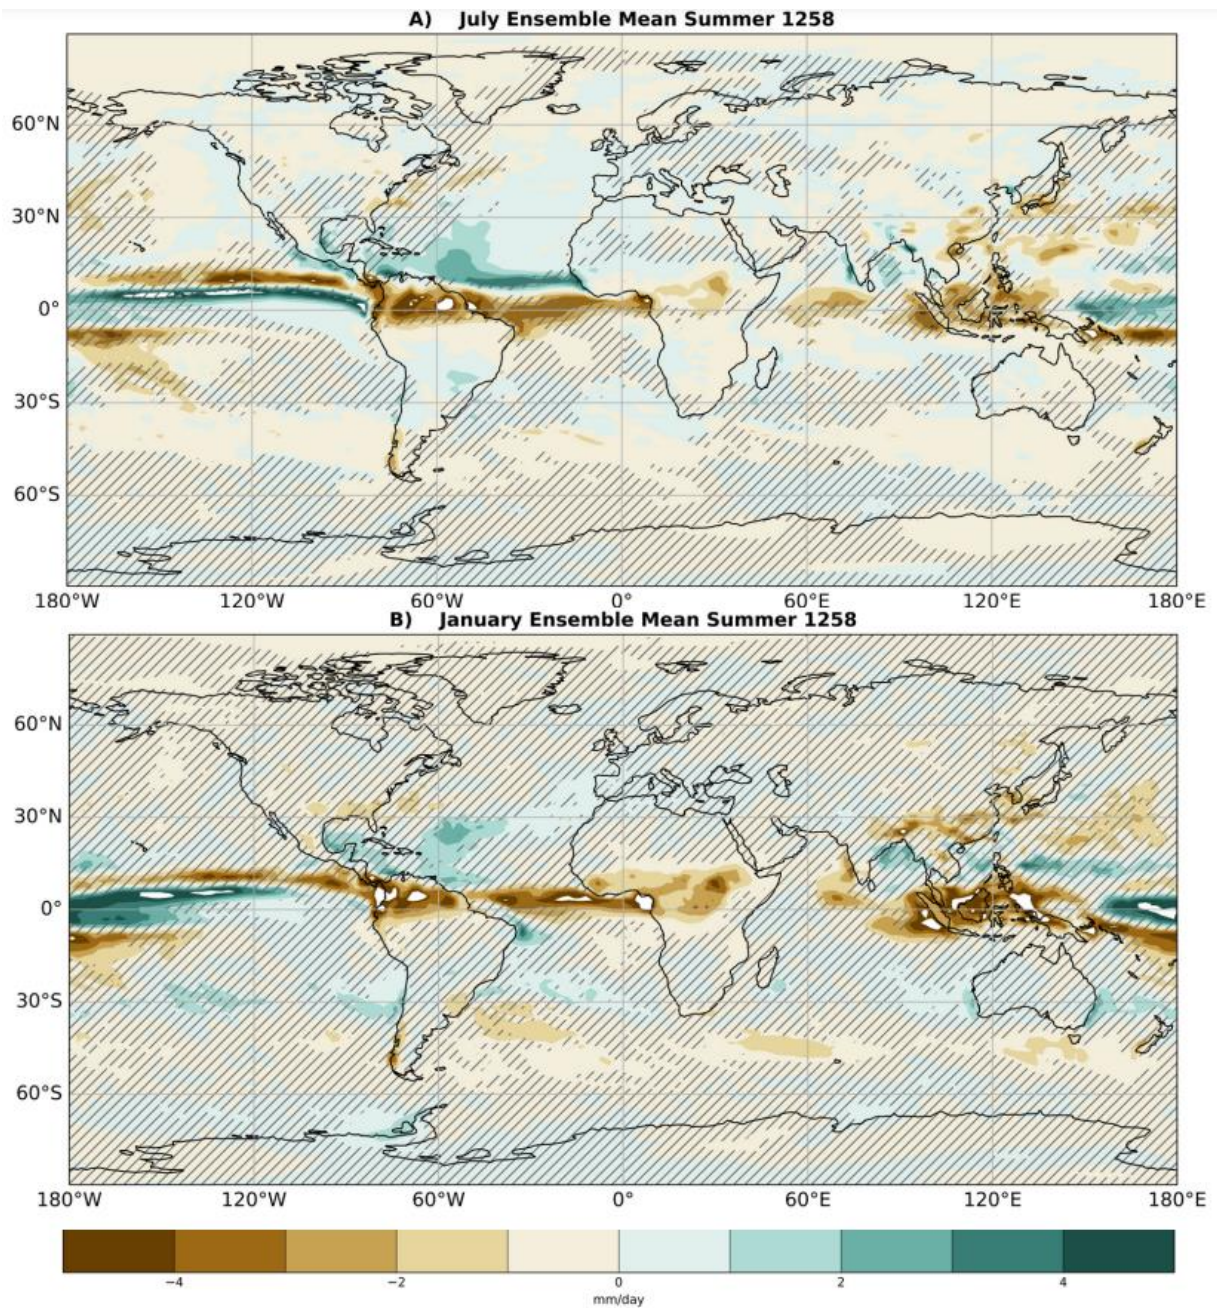 A) July Ensemble Mean Summer 1258
60°N
30°N
0°
30°S
60°S
180°W 120°W 60°W 0° 60°E 120°E 180°E
B) January Ensemble Mean Summer 1258
60°N
30°N
0°
30°S
60°S
180°W 120°W 60°W 0° 60°E 120°E 180°E
−4 −2 0 2 4
mm/day